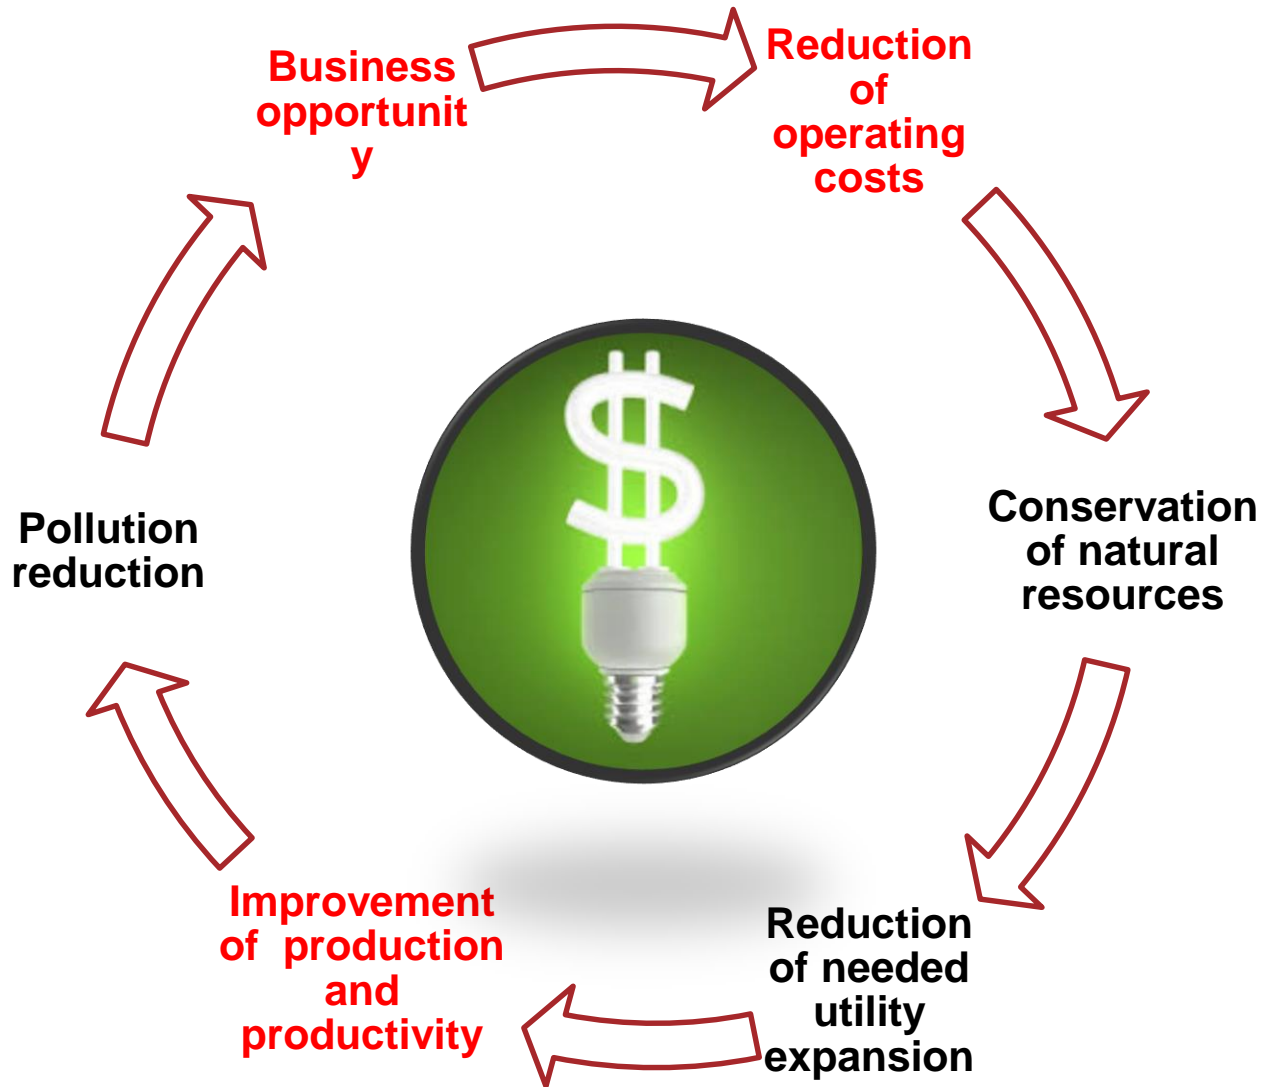 Business
opportunit
y
Reduction
of
operating
costs
Conservation
of natural
resources
Reduction
of needed
utility
expansion
Improvement
of production
and
productivity
Pollution
reduction